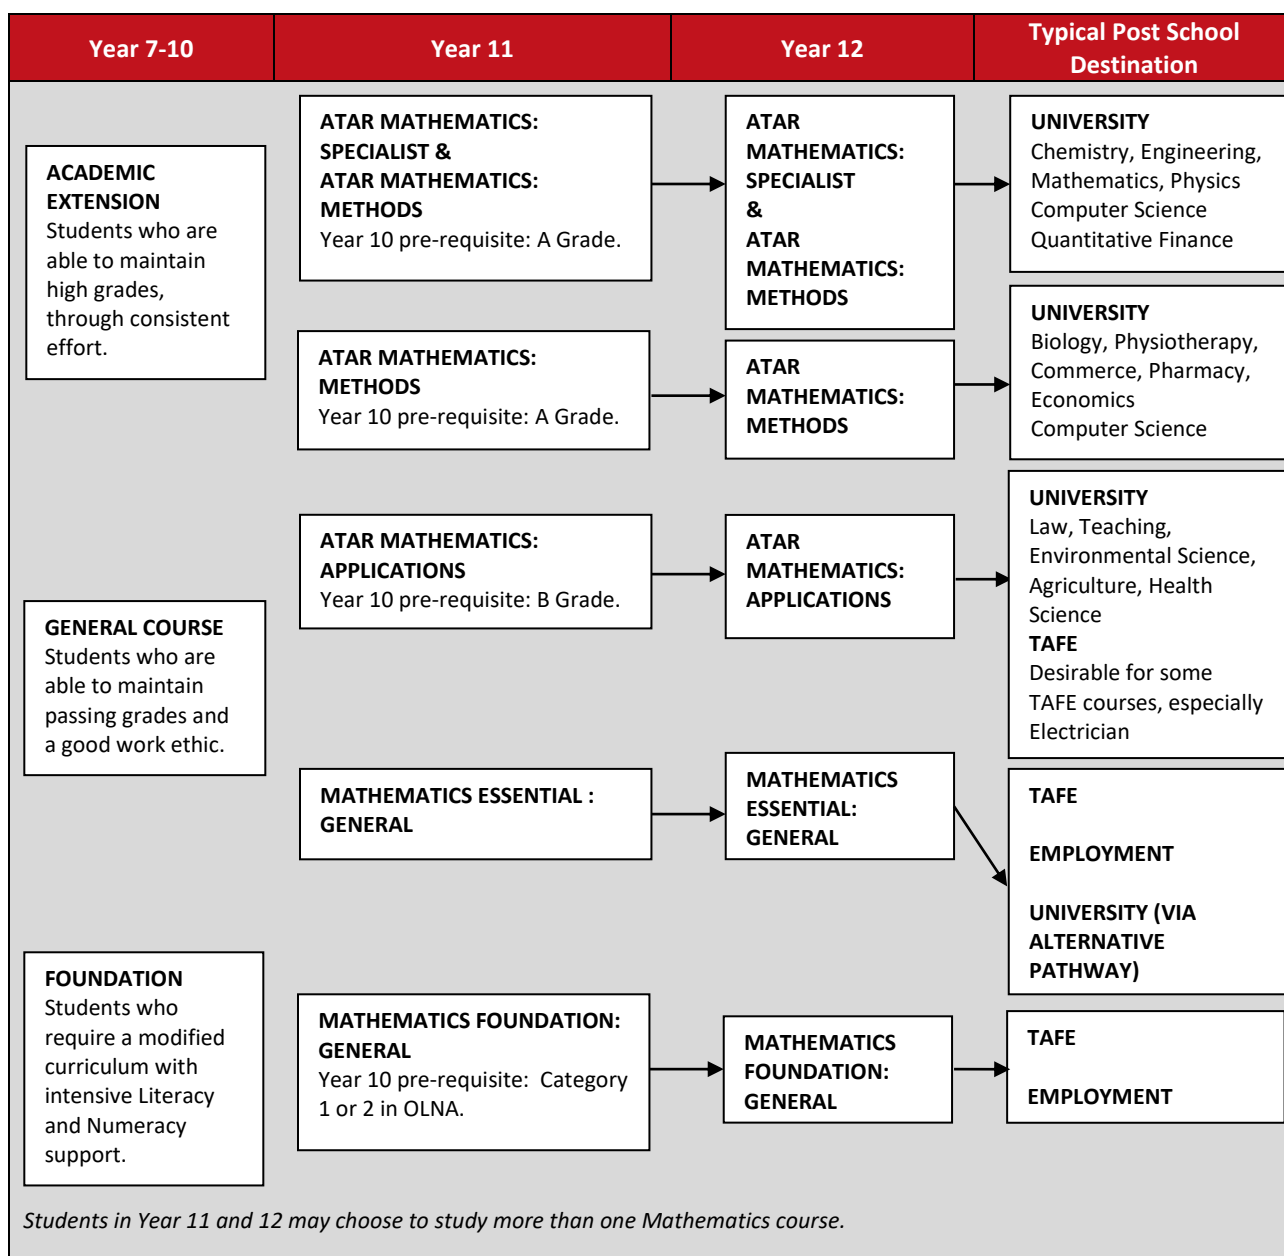 Year 7-10
Year 11
Year 12
Typical Post School
Destination
ACADEMIC
EXTENSION
Students who are
able to maintain
high grades,
through consistent
effort.
ATAR MATHEMATICS:
SPECIALIST &
ATAR MATHEMATICS:
METHODS
Year 10 pre-requisite: A Grade.
ATAR
MATHEMATICS:
SPECIALIST
&
ATAR
MATHEMATICS:
METHODS
UNIVERSITY
Chemistry, Engineering,
Mathematics, Physics
Computer Science
Quantitative Finance
ATAR MATHEMATICS:
METHODS
Year 10 pre-requisite: A Grade.
ATAR
MATHEMATICS:
METHODS
UNIVERSITY
Biology, Physiotherapy,
Commerce, Pharmacy,
Economics
Computer Science
GENERAL COURSE
Students who are
able to maintain
passing grades and
a good work ethic.
ATAR MATHEMATICS:
APPLICATIONS
Year 10 pre-requisite: B Grade.
ATAR
MATHEMATICS:
APPLICATIONS
UNIVERSITY
Law, Teaching,
Environmental Science,
Agriculture, Health
Science
TAFE
Desirable for some
TAFE courses, especially
Electrician
MATHEMATICS ESSENTIAL :
GENERAL
MATHEMATICS
ESSENTIAL:
GENERAL
TAFE
EMPLOYMENT
UNIVERSITY (VIA
ALTERNATIVE
PATHWAY)
FOUNDATION
Students who
require a modified
curriculum with
intensive Literacy
and Numeracy
support.
MATHEMATICS FOUNDATION:
GENERAL
Year 10 pre-requisite:  Category
1 or 2 in OLNA.
MATHEMATICS
FOUNDATION:
GENERAL
TAFE
EMPLOYMENT
Students in Year 11 and 12 may choose to study more than one Mathematics course.